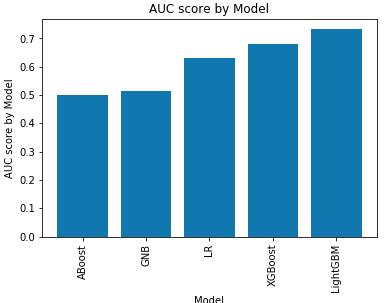 AUC score by Model
AUC score by Model
0.7
0.6
0.5
0.4
0.3
0.2
0.1
0.0
ABoost
GNB
LR
XGBoost
LightGBM
Model